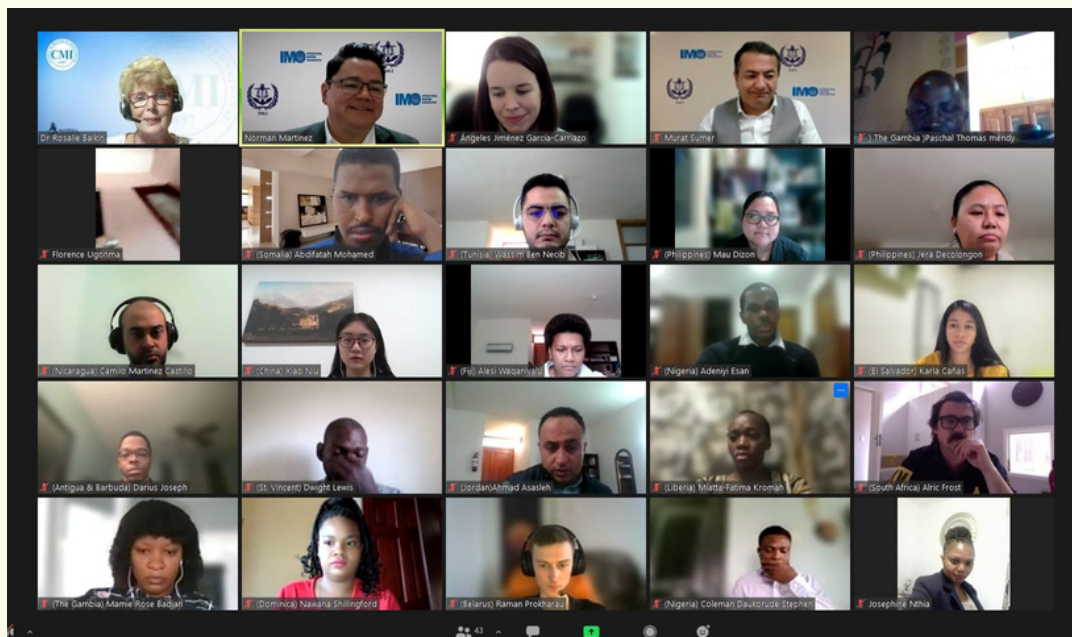 CMI
Dr Rosalie Balkin
IMO
IMO
Norman Martinez
Ángeles Jiménez García-Carriazo
IMO
IMO
Murat Sumer
) The Gambia )Paschal Thomas mendy
Florence Ugonma
(Somalia) Abdifatah Mohamed
(Tunisia) Wassim Ben Necib
(Philippines) Mau Dizon
(Philippines) Jera Decolongon
(Nicaragua) Camilo Martinez Castillo
(China) Xiao Niu
(Fiji) Alesi Waqanivalu
(Nigeria) Adeniyi Esan
(El Salvador) Karla Cañas
(Antigua & Barbuda) Darius Joseph
(St. Vincent) Dwight Lewis
(Jordan)Ahmad Asasleh
(Liberia) Miatta-Fatima Kromah
(South Africa) Alric Frost
(The Gambia) Mamie Rose Badjan
(Dominica) Nawana Shillingford
(Belarus) Raman Prokharau
(Nigeria) Coleman Daukorude Stephen
Josephine Nthia
43